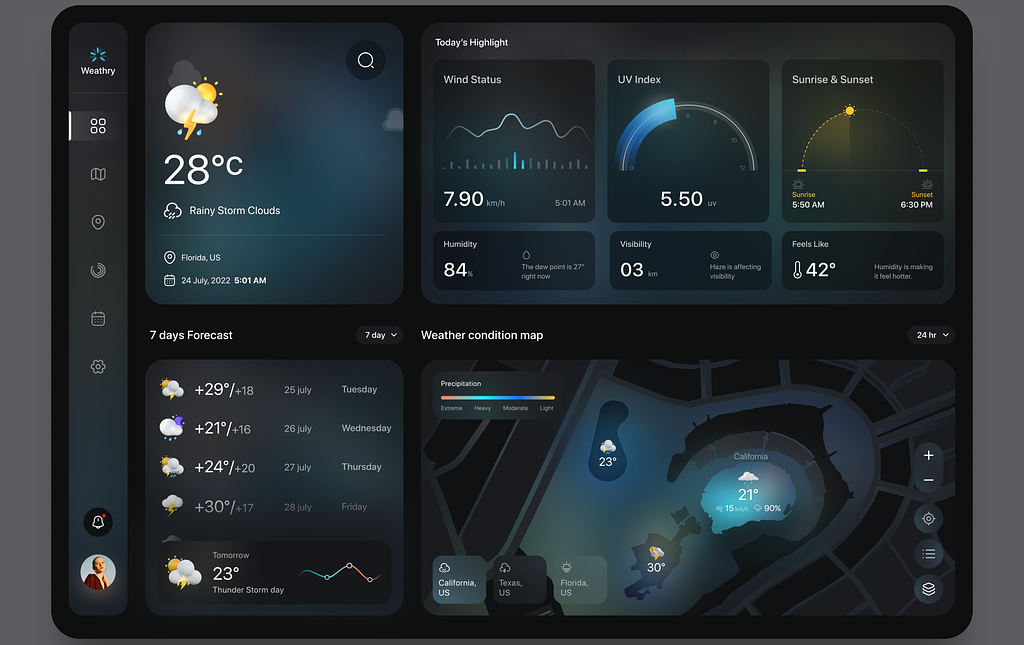 Weathry
28°C
Rainy Storm Clouds
Florida, US
24 July, 2022 5:01 AM
Today's Highlight
Wind Status
7.90 km/h
5:01 AM
UV Index
6
8
10
12
5.50 uv
Sunrise & Sunset
Sunrise
5:50 AM
Sunset
6:30 PM
Humidity
84%
The dew point is 27°
right now
Visibility
03 km
Haze is affecting
visibility
Feels Like
42°
Humidity is making
it feel hotter.
7 days Forecast
7 day
+29°/+18 25 july Tuesday
+21°/+16 26 july Wednesday
+24°/+20 27 july Thursday
+30°/+17 28 july Friday
Tomorrow
23°
Thunder Storm day
Weather condition map
24 hr
Precipitation
Extreme Heavy Moderate Light
23°
California
21°
15 km/h 90%
30°
California,
US
Texas,
US
Florida,
US